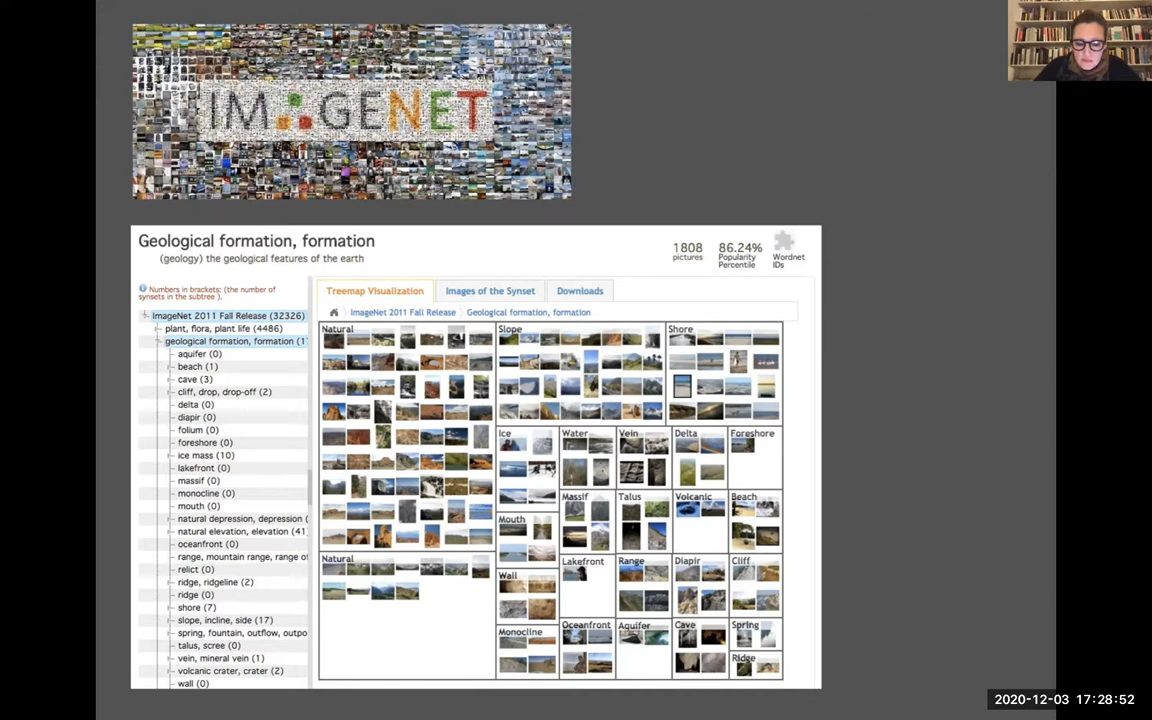 IM GENET
Geological formation, formation
(geology) the geological features of the earth
1808
pictures
86.24%
Popularity
Percentile
Wordnet
IDs
Numbers in brackets: (the number of
synsets in the subtree ).
ImageNet 2011 Fall Release (32326)
plant, flora, plant life (4486)
geological formation, formation (1
aquifer (0)
beach (1)
cave (3)
cliff, drop, drop-off (2)
delta (0)
diapir (0)
folium (0)
foreshore (0)
ice mass (10)
lakefront (0)
massif (0)
monocline (0)
mouth (0)
natural depression, depression (
natural elevation, elevation (41
oceanfront (0)
range, mountain range, range of
relict (0)
ridge, ridgeline (2)
ridge (0)
shore (7)
slope, incline, side (17)
spring, fountain, outflow, outpo
talus, scree (0)
vein, mineral vein (1)
volcanic crater, crater (2)
wall (0)
Treemap Visualization
Images of the Synset
Downloads
ImageNet 2011 Fall Release
Geological formation, formation
Natural
Slope
Shore
Ice
Water
Vein
Delta
Foreshore
Massif
Talus
Volcanic
Beach
Mouth
Natural
Lakefront
Range
Diapir
Cliff
Wall
Monocline
Oceanfront
Aquifer
Cave
Spring
Ridge
2020-12-03 17:28:52